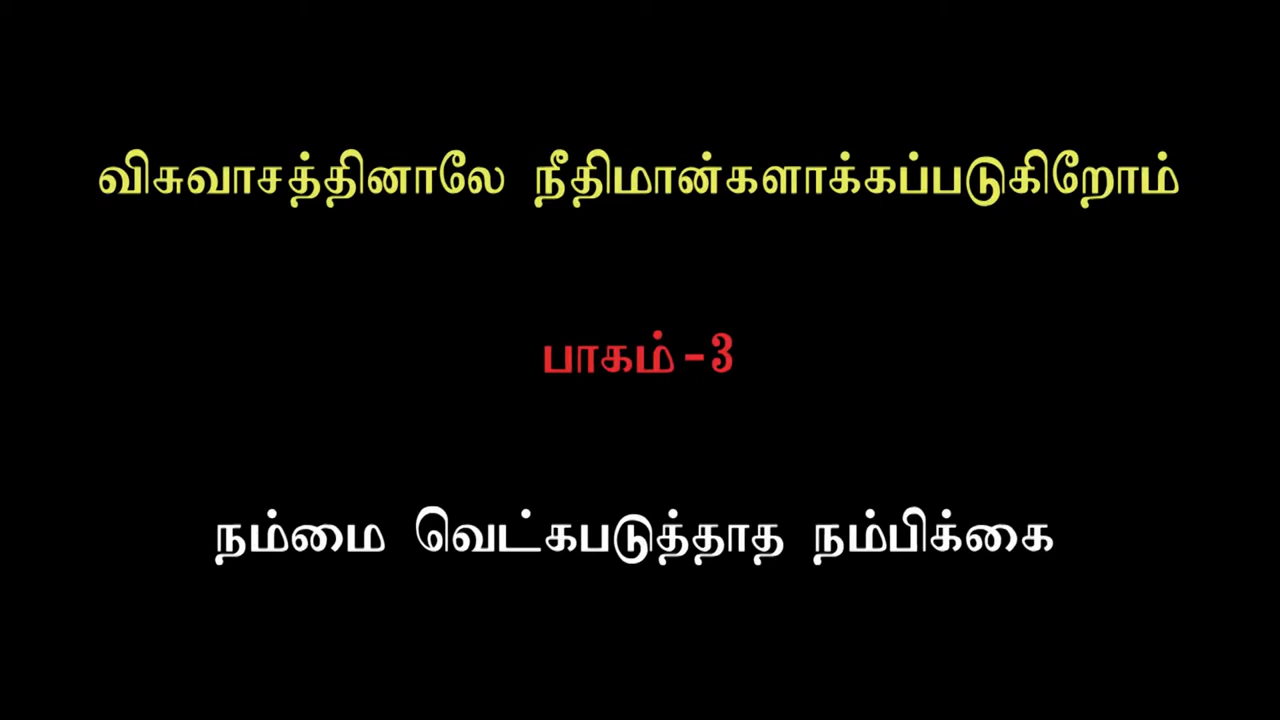 விசுவாசத்தினாலே நீதிமான்களாக்கப்படுகிறோம்
பாகம்-3
நம்மை வெட்கபடுத்தாத நம்பிக்கை